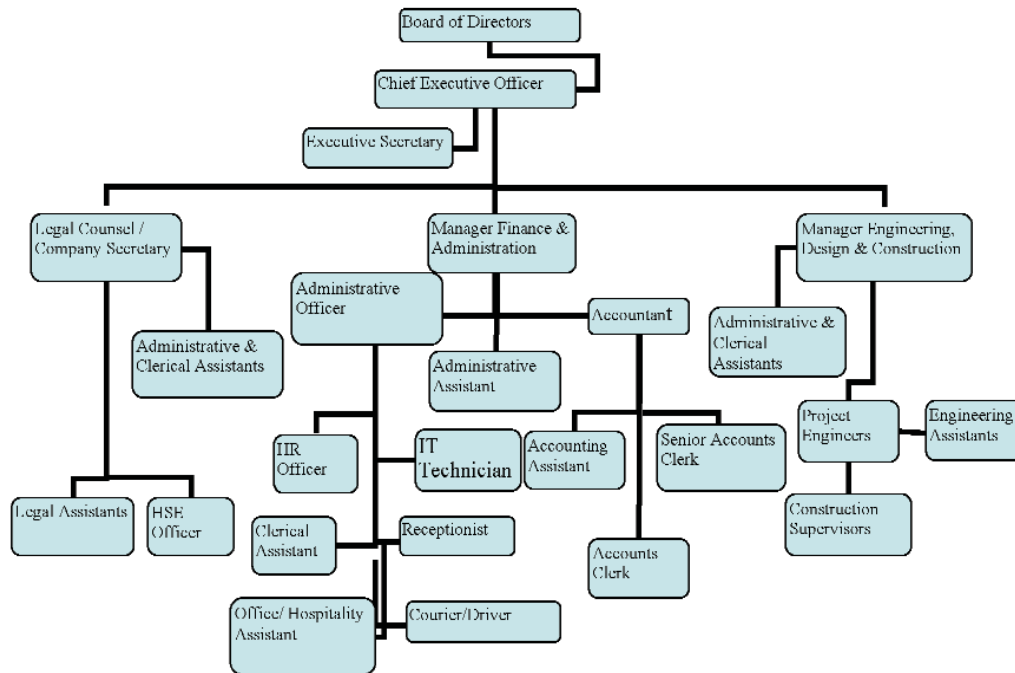 Board of Directors
Chief Executive Officer
Executive Secretary
Legal Counsel /
Company Secretary
Manager Finance &
Administration
Manager Engineering,
Design & Construction
Administrative
Officer
Accountant
Administrative &
Clerical
Assistants
Administrative &
Clerical Assistants
Administrative
Assistant
Project
Engineers
Engineering
Assistants
HR
Officer
IT
Technician
Accounting
Assistant
Senior Accounts
Clerk
Legal Assistants
HSE
Officer
Clerical
Assistant
Receptionist
Construction
Supervisors
Accounts
Clerk
Office/ Hospitality
Assistant
Courier/Driver